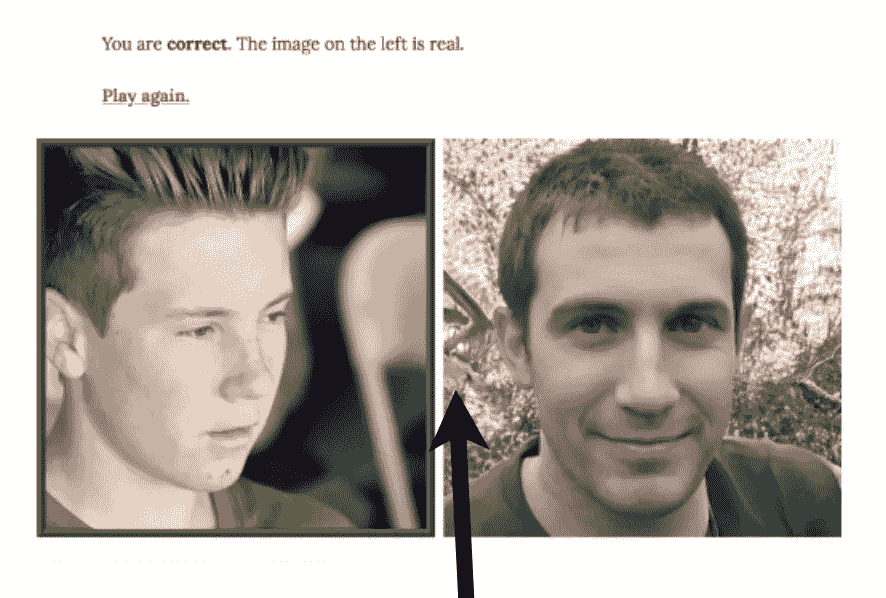 You are correct. The image on the left is real.
Play again.